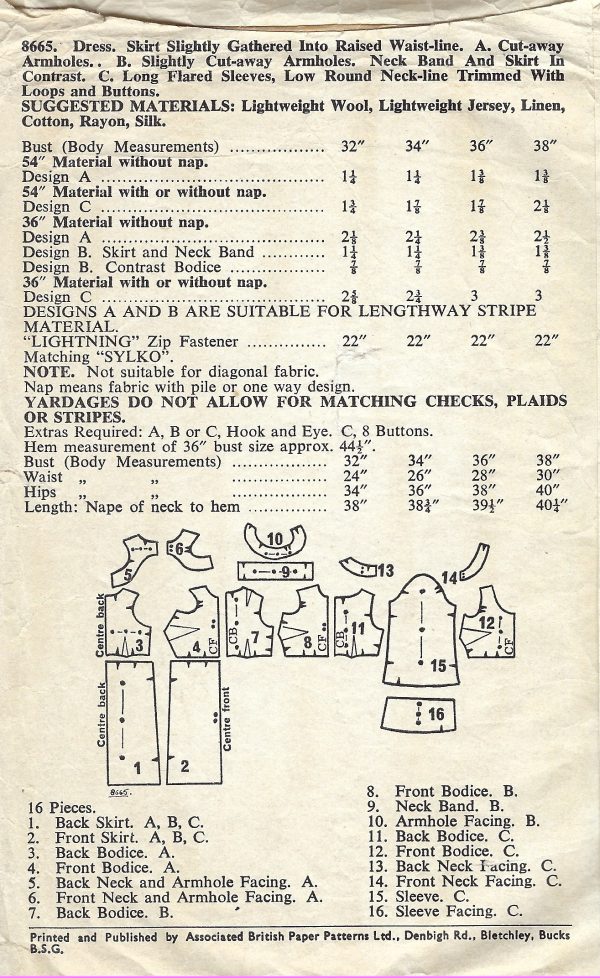 8665. Dress. Skirt Slightly Gathered Into Raised Waist-line. A. Cut-away
Armholes.. B. Slightly Cut-away Armholes. Neck Band And Skirt In
Contrast. C. Long Flared Sleeves, Low Round Neck-line Trimmed With
Loops and Buttons.
SUGGESTED MATERIALS: Lightweight Wool, Lightweight Jersey, Linen,
Cotton, Rayon, Silk.
Bust (Body Measurements) .................. 32″ 34″ 36″ 38″
54″ Material without nap.
Design A .......................................... 1¼ 1¼ 1⅜ 1⅜
54″ Material with or without nap.
Design C .......................................... 1¾ 1⅞ 1⅞ 2⅛
36″ Material without nap.
Design A .......................................... 2⅛ 2¼ 2⅜ 2½
Design B. Skirt and Neck Band ............... 1¼ 1¼ 1⅜ 1⅜
Design B. Contrast Bodice ..................... ⅞ ⅞ ⅞ ⅞
36″ Material with or without nap.
Design C .......................................... 2⅝ 2¾ 3 3
DESIGNS A AND B ARE SUITABLE FOR LENGTHWAY STRIPE
MATERIAL.
“LIGHTNING” Zip Fastener ............... 22″ 22″ 22″ 22″
Matching “SYLKO”.
NOTE. Not suitable for diagonal fabric.
Nap means fabric with pile or one way design.
YARDAGES DO NOT ALLOW FOR MATCHING CHECKS, PLAIDS
OR STRIPES.
Extras Required: A, B or C, Hook and Eye. C, 8 Buttons.
Hem measurement of 36″ bust size approx. 44½″.
Bust (Body Measurements) .................. 32″ 34″ 36″ 38″
Waist „ „ .................. 24″ 26″ 28″ 30″
Hips „ „ .................. 34″ 36″ 38″ 40″
Length: Nape of neck to hem ............... 38″ 38¾″ 39½″ 40¼″
5 6 10 9 13 14
Centre back 3 4 CF CB 7 8 CF CB 11 15 12 CF
Centre back 1 2 Centre front 16
8665.
16 Pieces.
1. Back Skirt. A, B, C.
2. Front Skirt. A, B, C.
3. Back Bodice. A.
4. Front Bodice. A.
5. Back Neck and Armhole Facing. A.
6. Front Neck and Armhole Facing. A.
7. Back Bodice. B.
8. Front Bodice. B.
9. Neck Band. B.
10. Armhole Facing. B.
11. Back Bodice. C.
12. Front Bodice. C.
13. Back Neck Facing. C.
14. Front Neck Facing. C.
15. Sleeve. C.
16. Sleeve Facing. C.
Printed and Published by Associated British Paper Patterns Ltd., Denbigh Rd., Bletchley, Bucks
B.S.G.